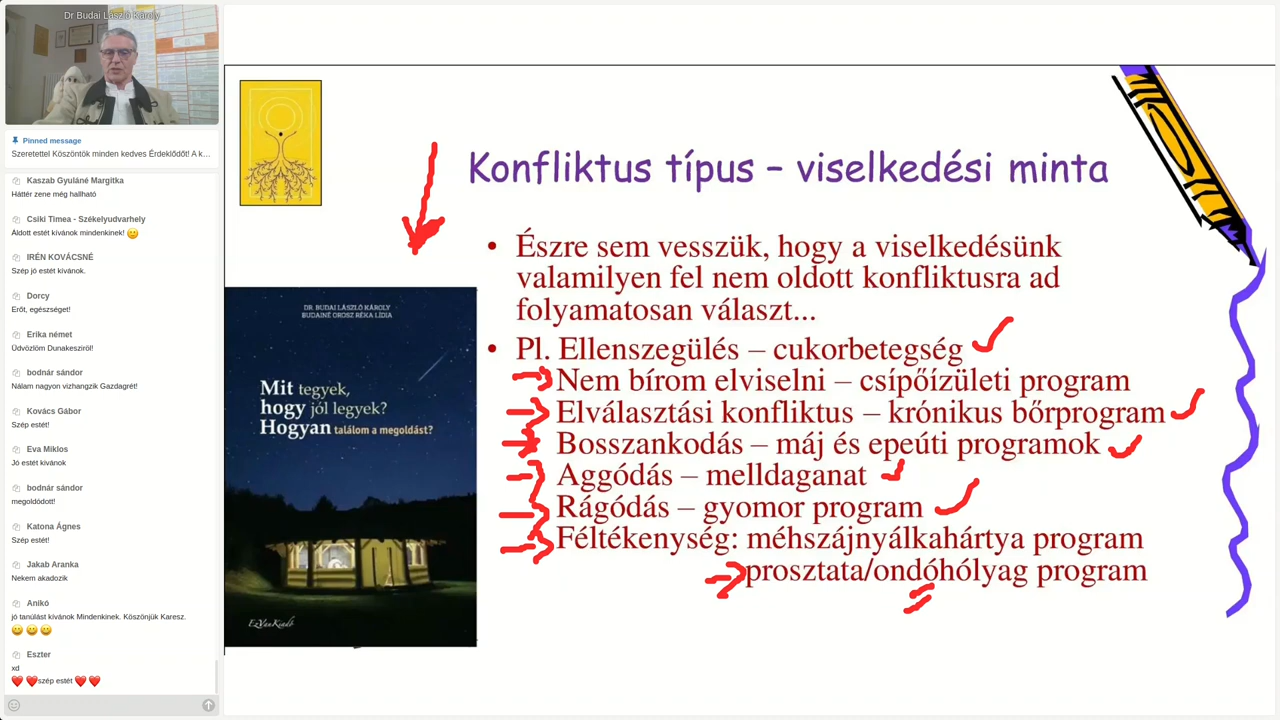 Dr Budai László Károly
Pinned message
Szeretettel Köszöntök minden kedves Érdeklődőt! A k...
Kaszab Gyuláné Margitka
Háttér zene még hallható
Csiki Timea - Székelyudvarhely
Áldott estét kívánok mindenkinek!
IRÉN KOVÁCSNÉ
Szép jó estét kívánok.
Dorcy
Erőt, egészséget!
Erika német
Üdvözlöm Dunakesziröl!
bodnár sándor
Nálam nagyon vizhangzik Gazdagrét!
Kovács Gábor
Szép estét!
Eva Miklos
Jó estét kivánok
bodnár sándor
megoldódott!
Katona Ágnes
Szép estét!
Jakab Aranka
Nekem akadozik
Anikó
jó tanúlást kívánok Mindenkinek. Köszönjük Karesz.
Eszter
xd
szép estét
Konfliktus típus – viselkedési minta
• Észre sem vesszük, hogy a viselkedésünk
valamilyen fel nem oldott konfliktusra ad
folyamatosan választ...
• Pl. Ellenszegülés – cukorbetegség
Nem bírom elviselni – csípőízületi program
Elválasztási konfliktus – krónikus bőrprogram
Bosszankodás – máj és epeúti programok
Aggódás – melldaganat
Rágódás – gyomor program
Féltékenység: méhszájnyálkahártya program
prosztata/ondóhólyag program
DR. BUDAI LÁSZLÓ KÁROLY
BUDAINÉ OROSZ RÉKA LÍDIA
Mit tegyek,
hogy jól legyek?
Hogyan találom a megoldást?
EzVanKiadó